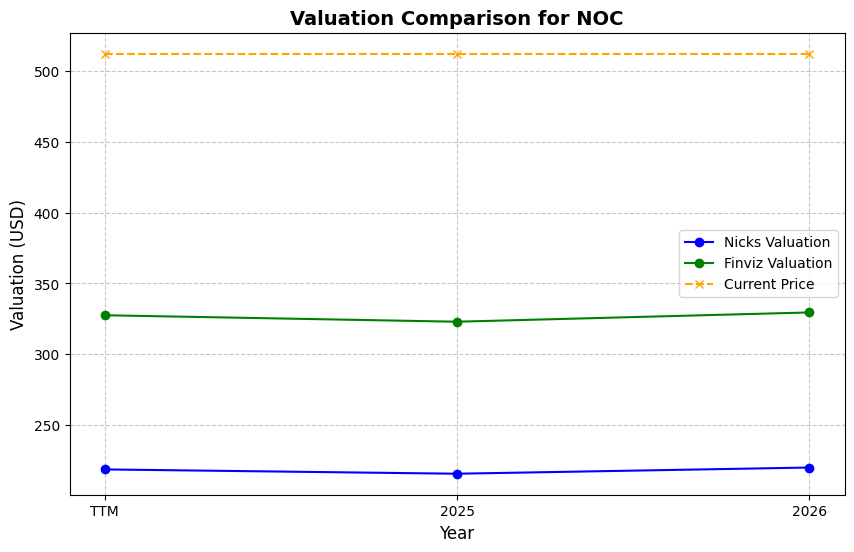 Valuation Comparison for NOC
Valuation (USD)
500
450
400
350
300
250
Nicks Valuation
Finviz Valuation
Current Price
TTM
2025
2026
Year